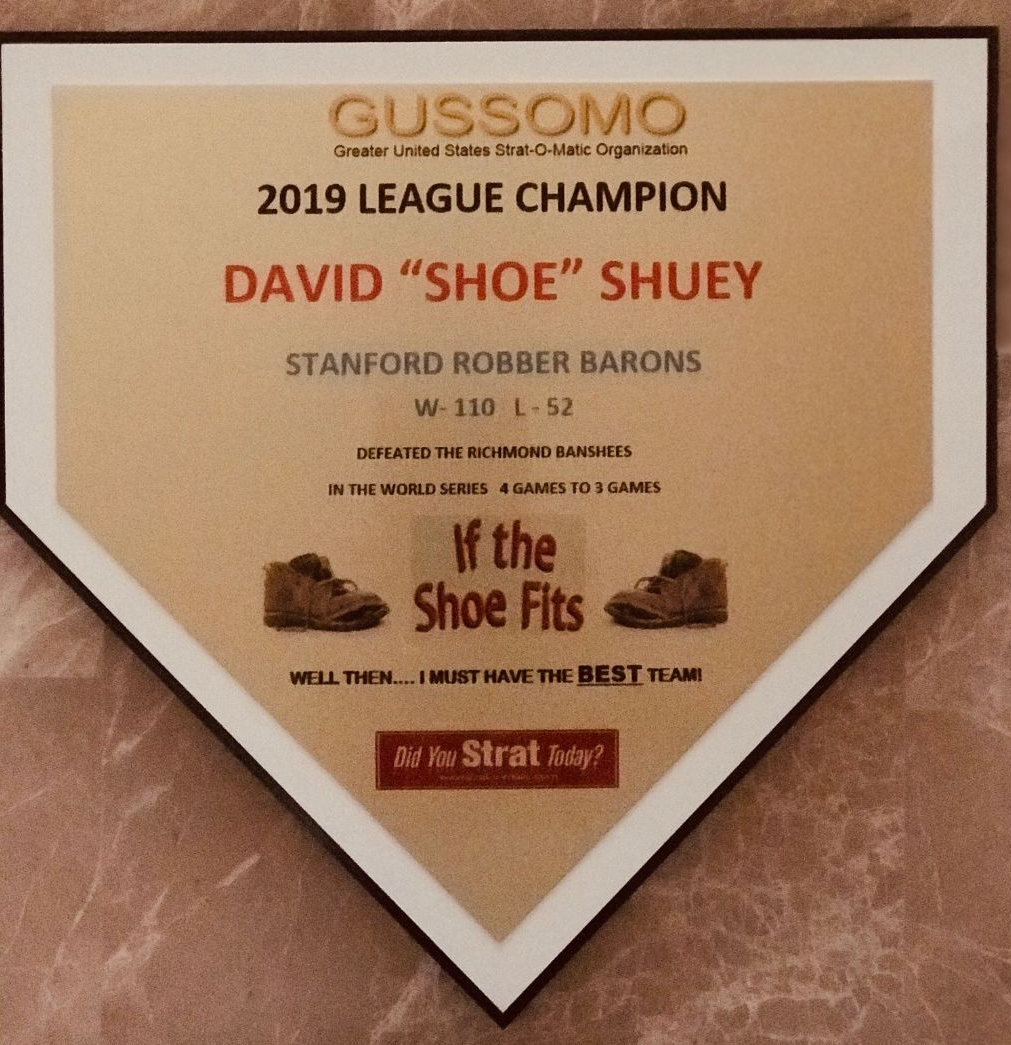 GUSSOMO
Greater United States Strat-O-Matic Organization
2019 LEAGUE CHAMPION
DAVID “SHOE” SHUEY
STANFORD ROBBER BARONS
W- 110 L - 52
DEFEATED THE RICHMOND BANSHEES
IN THE WORLD SERIES 4 GAMES TO 3 GAMES
If the
Shoe Fits
WELL THEN.... I MUST HAVE THE BEST TEAM!
Did You Strat Today?